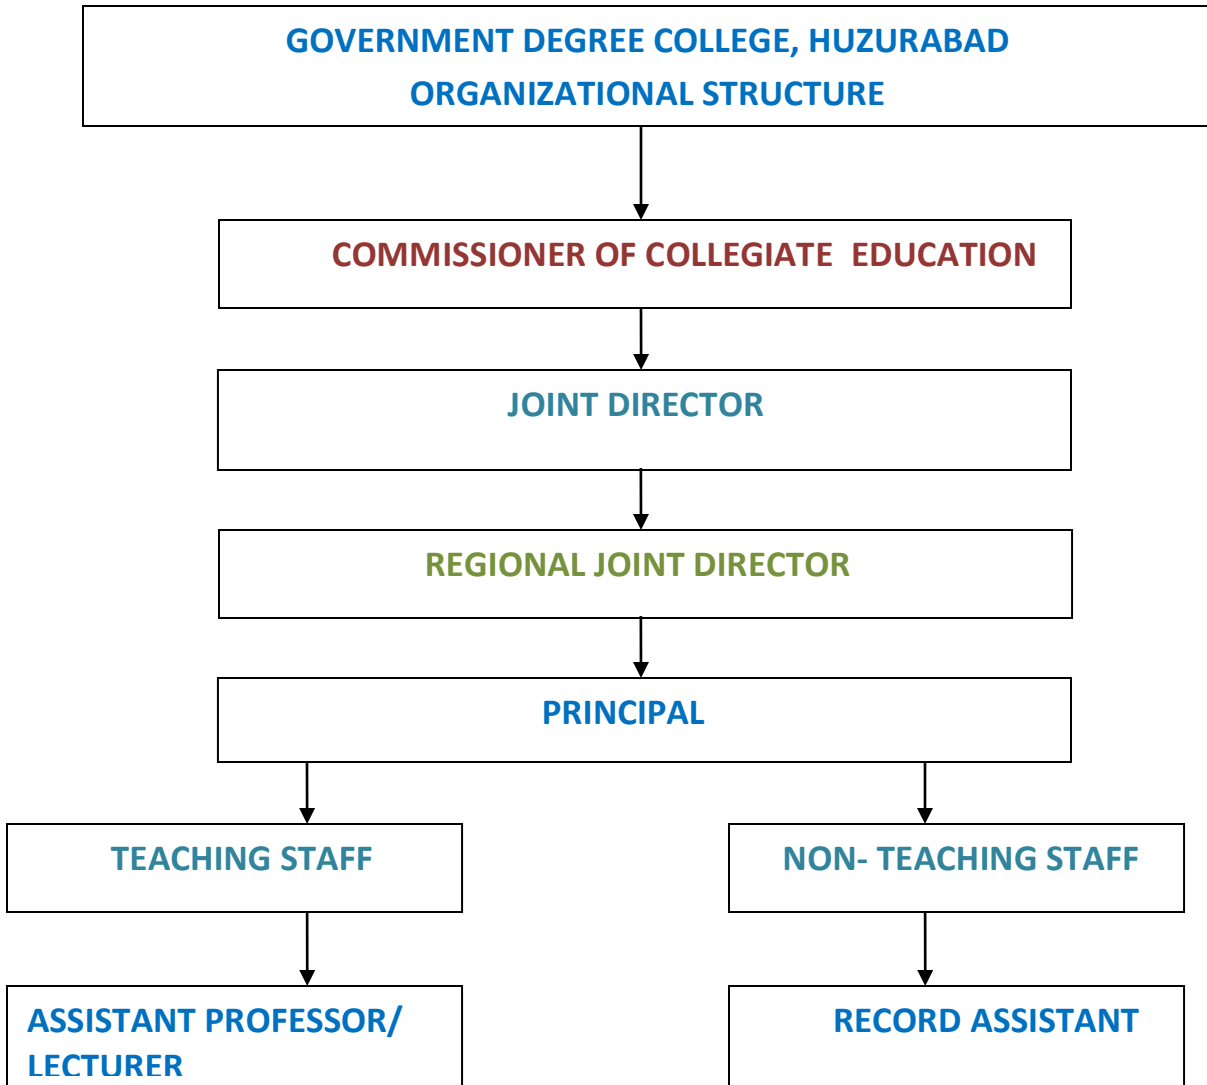 GOVERNMENT DEGREE COLLEGE, HUZURABAD
ORGANIZATIONAL STRUCTURE
COMMISSIONER OF COLLEGIATE EDUCATION
JOINT DIRECTOR
REGIONAL JOINT DIRECTOR
PRINCIPAL
TEACHING STAFF
NON- TEACHING STAFF
ASSISTANT PROFESSOR/
LECTURER
RECORD ASSISTANT